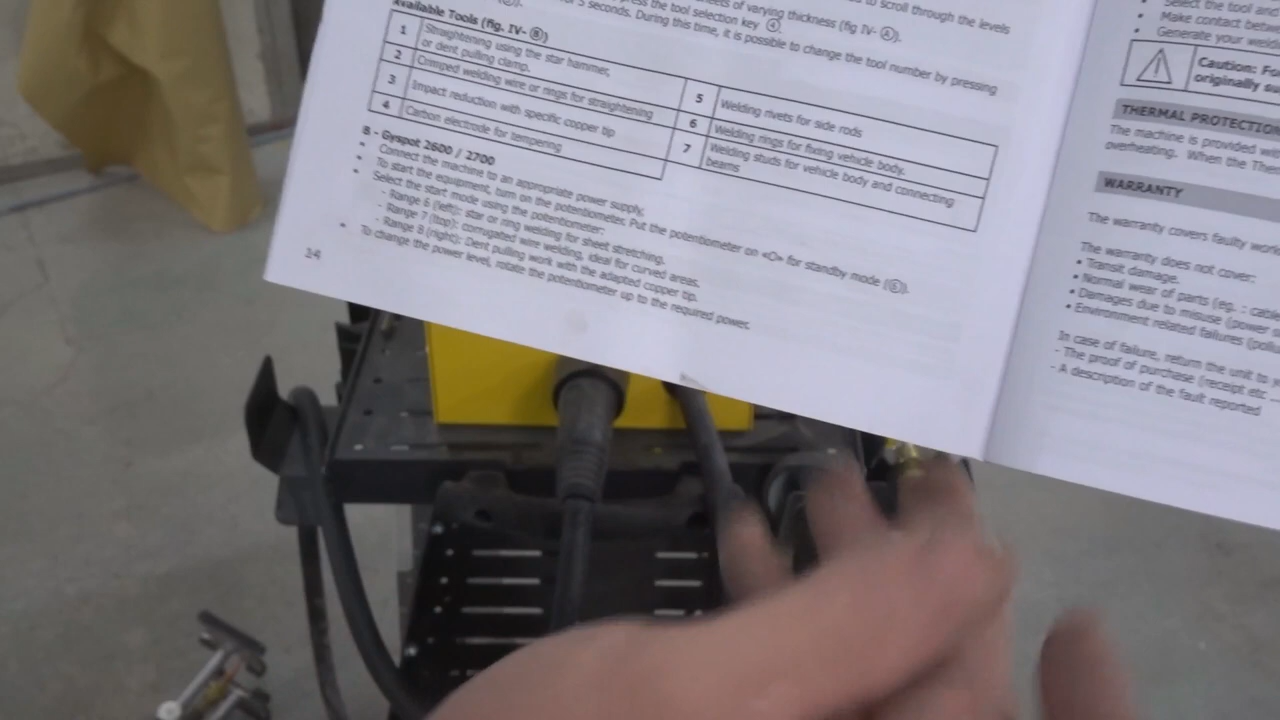 to scroll through the levels
eets of varying thickness (fig IV- Ⓐ).
press the tool selection key ④
for 5 seconds. During this time, it is possible to change the tool number by pressing
Available Tools (fig. IV- Ⓑ)
1 Straightening using the star hammer, or dent pulling clamp.
2 Crimped welding wire or rings for straightening
3 Impact reduction with specific copper tip
4 Carbon electrode for tempering
5 Welding rivets for side rods
6 Welding rings for fixing vehicle body.
7 Welding studs for vehicle body and connecting beams
B - Gyspot 2600 / 2700
• Connect the machine to an appropriate power supply.
• To start the equipment, turn on the potentiometer. Put the potentiometer on for standby mode (⑥).
• Select the start mode using the potentiometer:
- Range 6 (left): star or ring welding for sheet stretching.
- Range 7 (top): corrugated wire welding, ideal for curved areas.
- Range 8 (right): Dent pulling work with the adapted copper tip.
• To change the power level, rotate the potentiometer up to the required power.
14
• Select the tool and
• Make contact betwe
• Generate your weld
Caution: Fo
originally su
THERMAL PROTECTION
The machine is provided wit
overheating. When the The
WARRANTY
The warranty covers faulty work
The warranty does not cover:
• Transit damage.
• Normal wear of parts (eg. : cabl
• Damages due to misuse (power
• Environment related failures (pollu
In case of failure, return the unit to y
- The proof of purchase (receipt etc
- A description of the fault reported